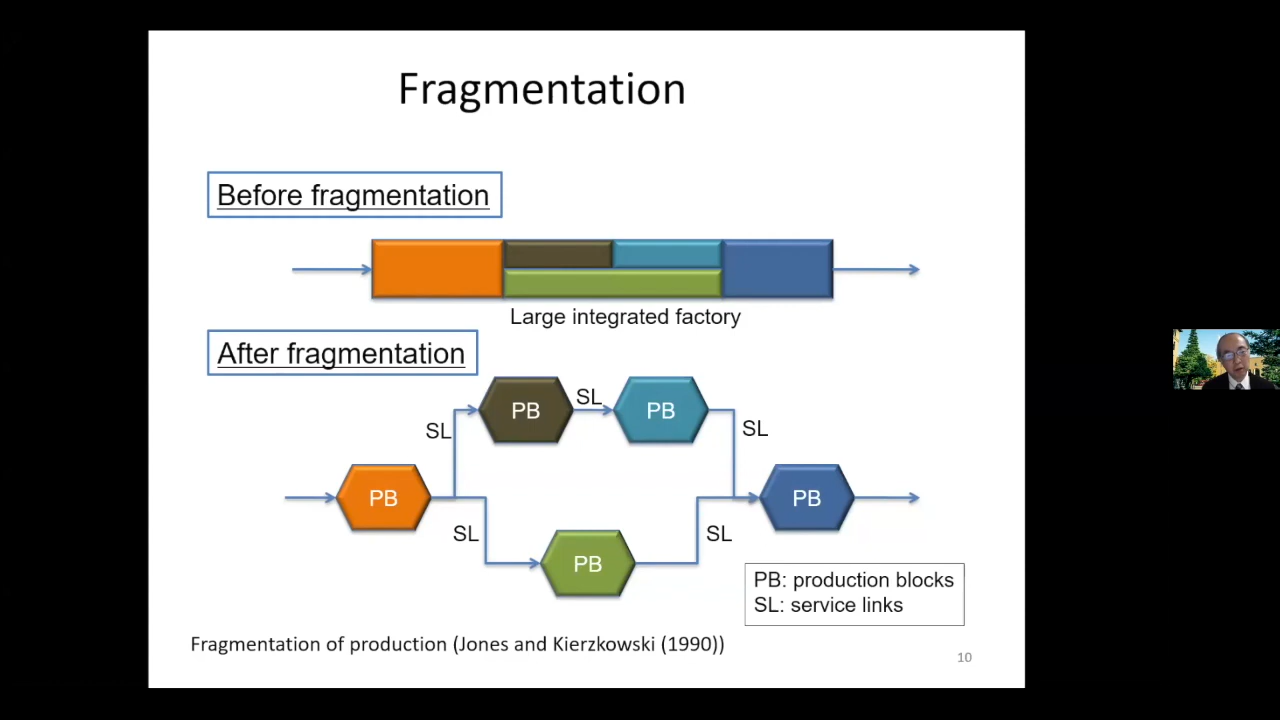 Fragmentation
Before fragmentation
Large integrated factory
After fragmentation
PB
SL
PB
SL
SL
PB
SL
PB
SL
PB
PB: production blocks
SL: service links
Fragmentation of production (Jones and Kierzkowski (1990))
10